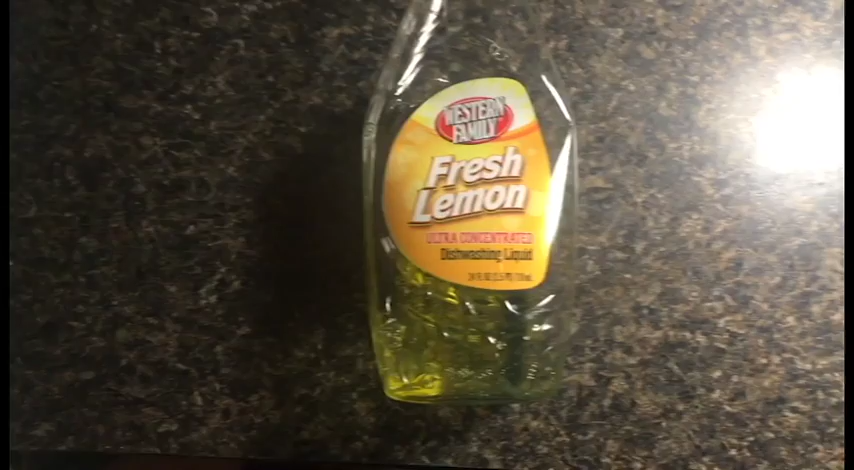 WESTERN
FAMILY
Fresh
Lemon
ULTRA CONCENTRATED
Dishwashing Liquid